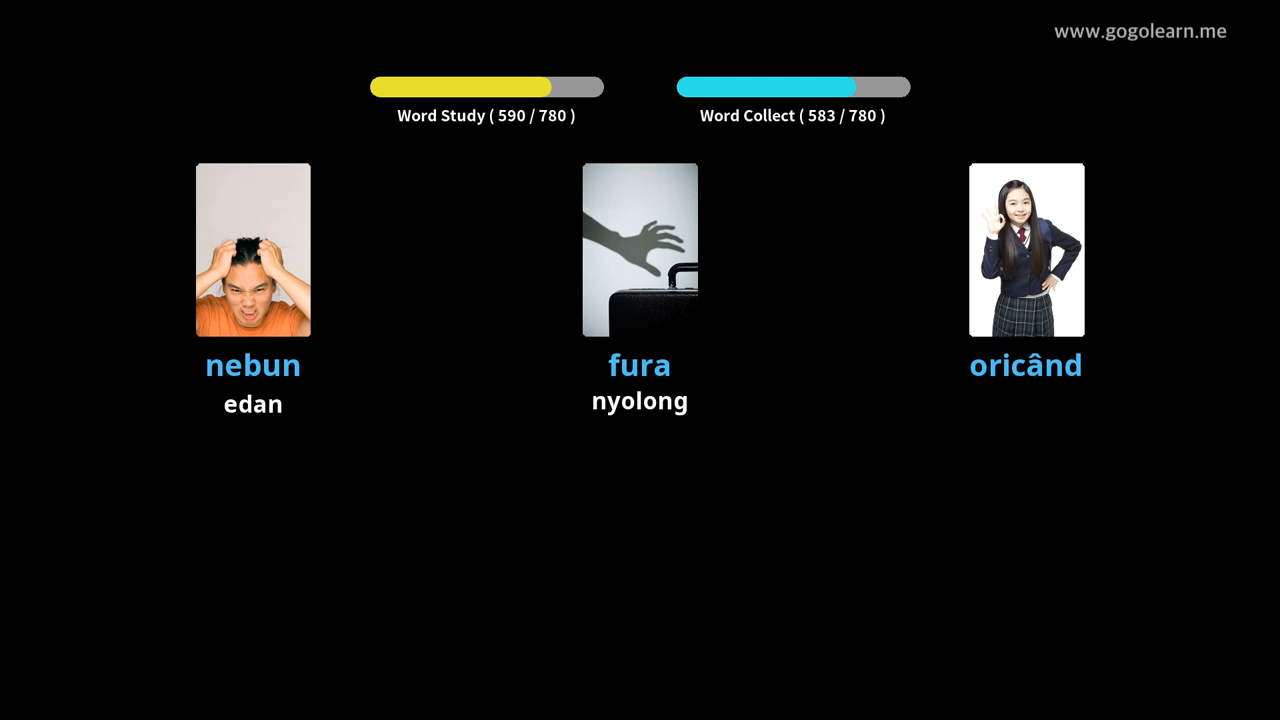 www.gogolearn.me
Word Study ( 590 / 780 )
Word Collect ( 583 / 780 )
nebun
edan
fura
nyolong
oricând